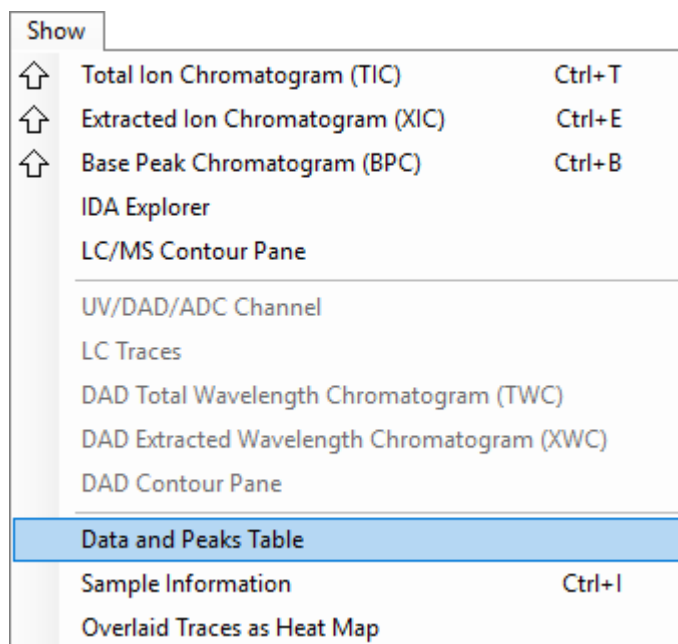 Show
Total Ion Chromatogram (TIC) Ctrl+T
Extracted Ion Chromatogram (XIC) Ctrl+E
Base Peak Chromatogram (BPC) Ctrl+B
IDA Explorer
LC/MS Contour Pane
UV/DAD/ADC Channel
LC Traces
DAD Total Wavelength Chromatogram (TWC)
DAD Extracted Wavelength Chromatogram (XWC)
DAD Contour Pane
Data and Peaks Table
Sample Information Ctrl+I
Overlaid Traces as Heat Map